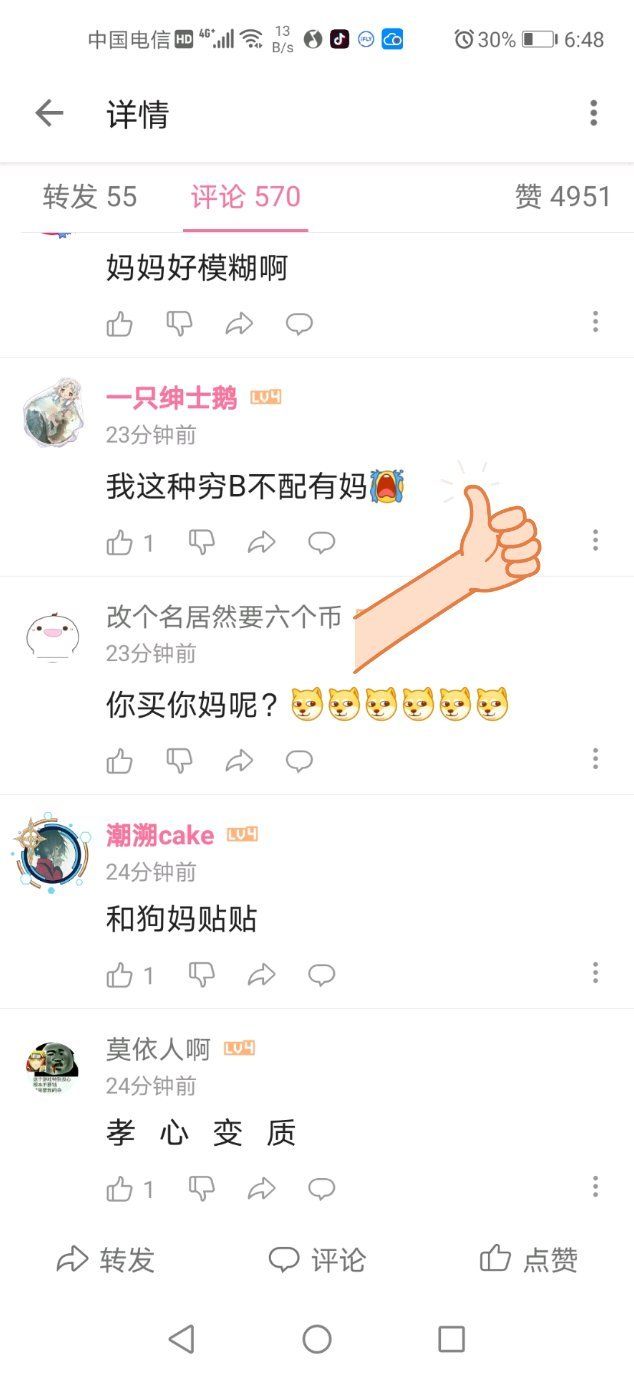 中国电信 HD 4G+ 13 B/s 30% 6:48
详情
转发 55 评论 570 赞 4951
妈妈好模糊啊
一只绅士鹅 LV4
23分钟前
我这种穷B不配有妈
1
改个名居然要六个币
23分钟前
你买你妈呢？
潮溯cake LV4
24分钟前
和狗妈贴贴
1
莫依人啊 LV4
24分钟前
孝 心 变 质
1
转发 评论 点赞